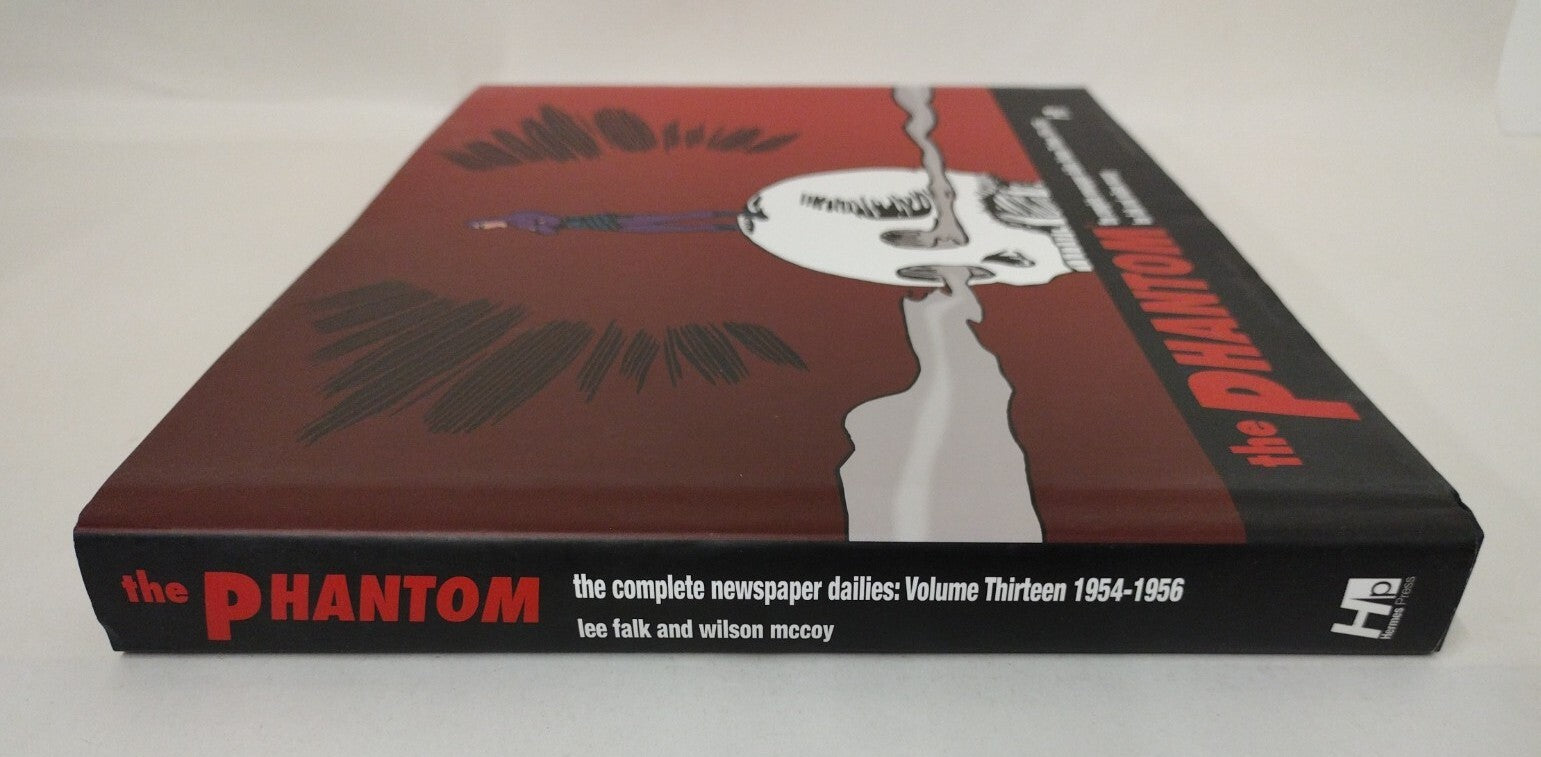 the PHANTOM
the complete newspaper dailies: Volume Thirteen 1954-1956
lee falk and wilson mccoy
Hp
Hermes Press
the PHANTOM